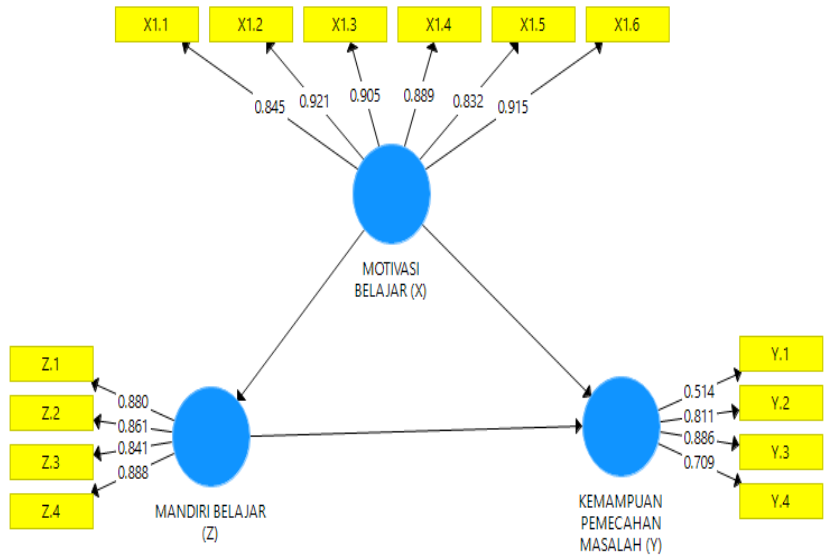 X1.1 X1.2 X1.3 X1.4 X1.5 X1.6
0.845 0.921 0.905 0.889 0.832 0.915
MOTIVASI
BELAJAR (X)
Z.1
Z.2
Z.3
Z.4
0.880
0.861
0.841
0.888
MANDIRI BELAJAR
(Z)
Y.1
Y.2
Y.3
Y.4
0.514
0.811
0.886
0.709
KEMAMPUAN
PEMECAHAN
MASALAH (Y)